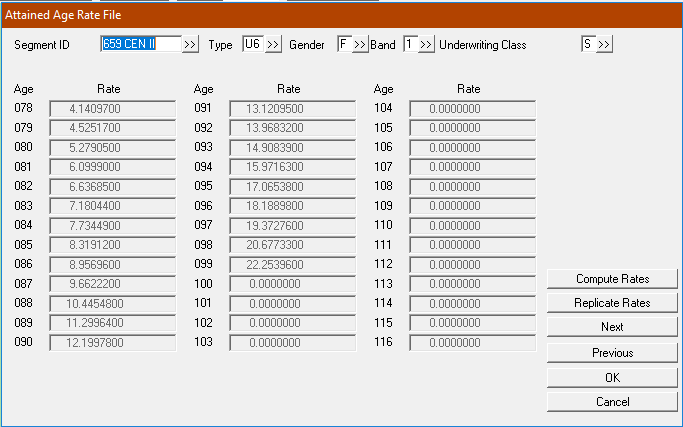 Attained Age Rate File
Segment ID 659 CEN II >> Type U6 >> Gender F >> Band 1 >> Underwriting Class S >>
Age Rate Age Rate Age Rate
078 4.1409700 091 13.1209500 104 0.0000000
079 4.5251700 092 13.9683200 105 0.0000000
080 5.2790500 093 14.9083900 106 0.0000000
081 6.0999000 094 15.9716300 107 0.0000000
082 6.6368500 095 17.0653800 108 0.0000000
083 7.1804400 096 18.1889800 109 0.0000000
084 7.7344900 097 19.3727600 110 0.0000000
085 8.3191200 098 20.6773300 111 0.0000000
086 8.9569600 099 22.2539600 112 0.0000000
087 9.6622200 100 0.0000000 113 0.0000000
088 10.4454800 101 0.0000000 114 0.0000000
089 11.2996400 102 0.0000000 115 0.0000000
090 12.1997800 103 0.0000000 116 0.0000000
Compute Rates
Replicate Rates
Next
Previous
OK
Cancel